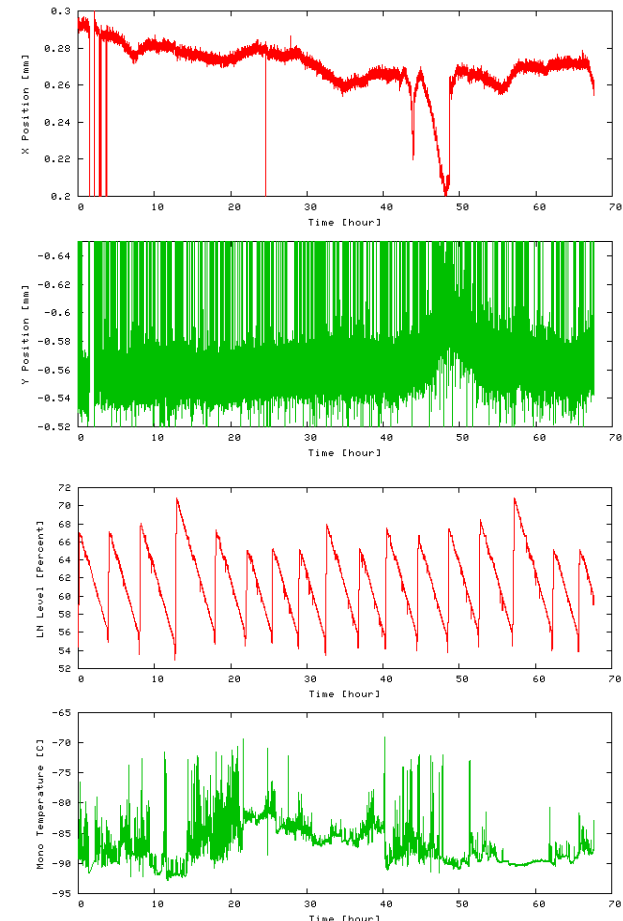 0.3
0.28
0.26
0.24
0.22
0.2
X Position [mm]
0 10 20 30 40 50 60 70
Time [hour]
-0.64
-0.62
-0.6
-0.58
-0.56
-0.54
-0.52
Y Position [mm]
0 10 20 30 40 50 60 70
Time [hour]
72
70
68
66
64
62
60
58
56
54
52
LN Level [Percent]
0 10 20 30 40 50 60 70
Time [hour]
-65
-70
-75
-80
-85
-90
-95
Mono Temperature [C]
0 10 20 30 40 50 60 70
Time [hour]